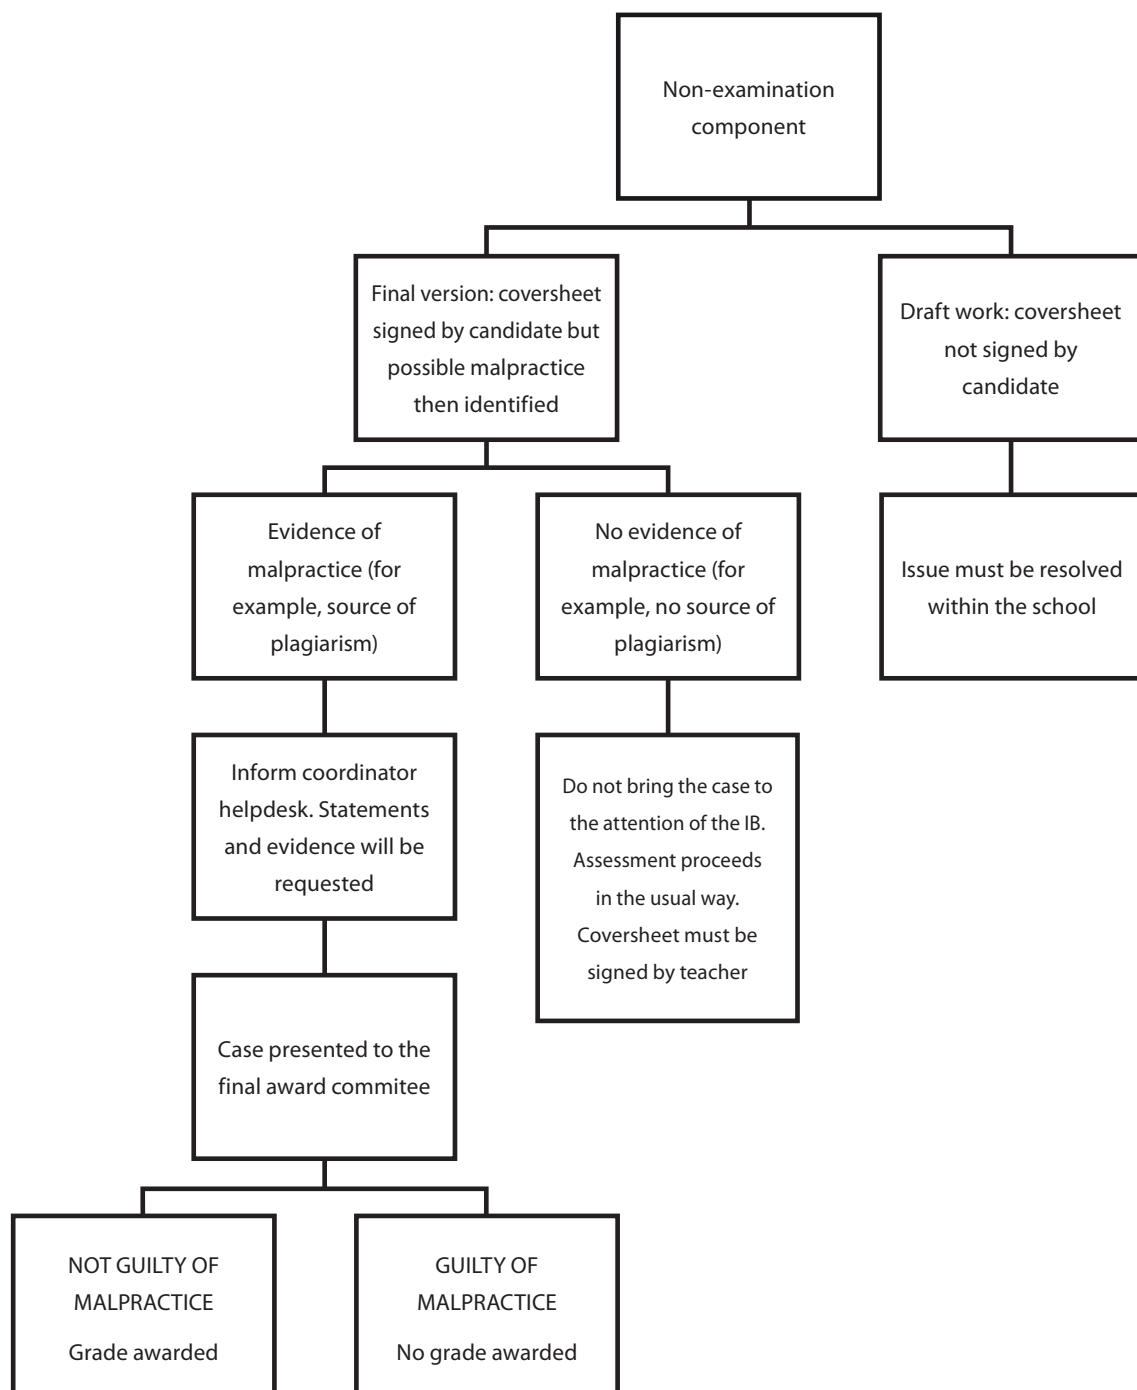 Non-examination
component
Final version: coversheet
signed by candidate but
possible malpractice
then identified
Draft work: coversheet
not signed by
candidate
Evidence of
malpractice (for
example, source of
plagiarism)
No evidence of
malpractice (for
example, no source of
plagiarism)
Issue must be resolved
within the school
Inform coordinator
helpdesk. Statements
and evidence will be
requested
Do not bring the case to
the attention of the IB.
Assessment proceeds
in the usual way.
Coversheet must be
signed by teacher
Case presented to the
final award commitee
NOT GUILTY OF
MALPRACTICE
Grade awarded
GUILTY OF
MALPRACTICE
No grade awarded